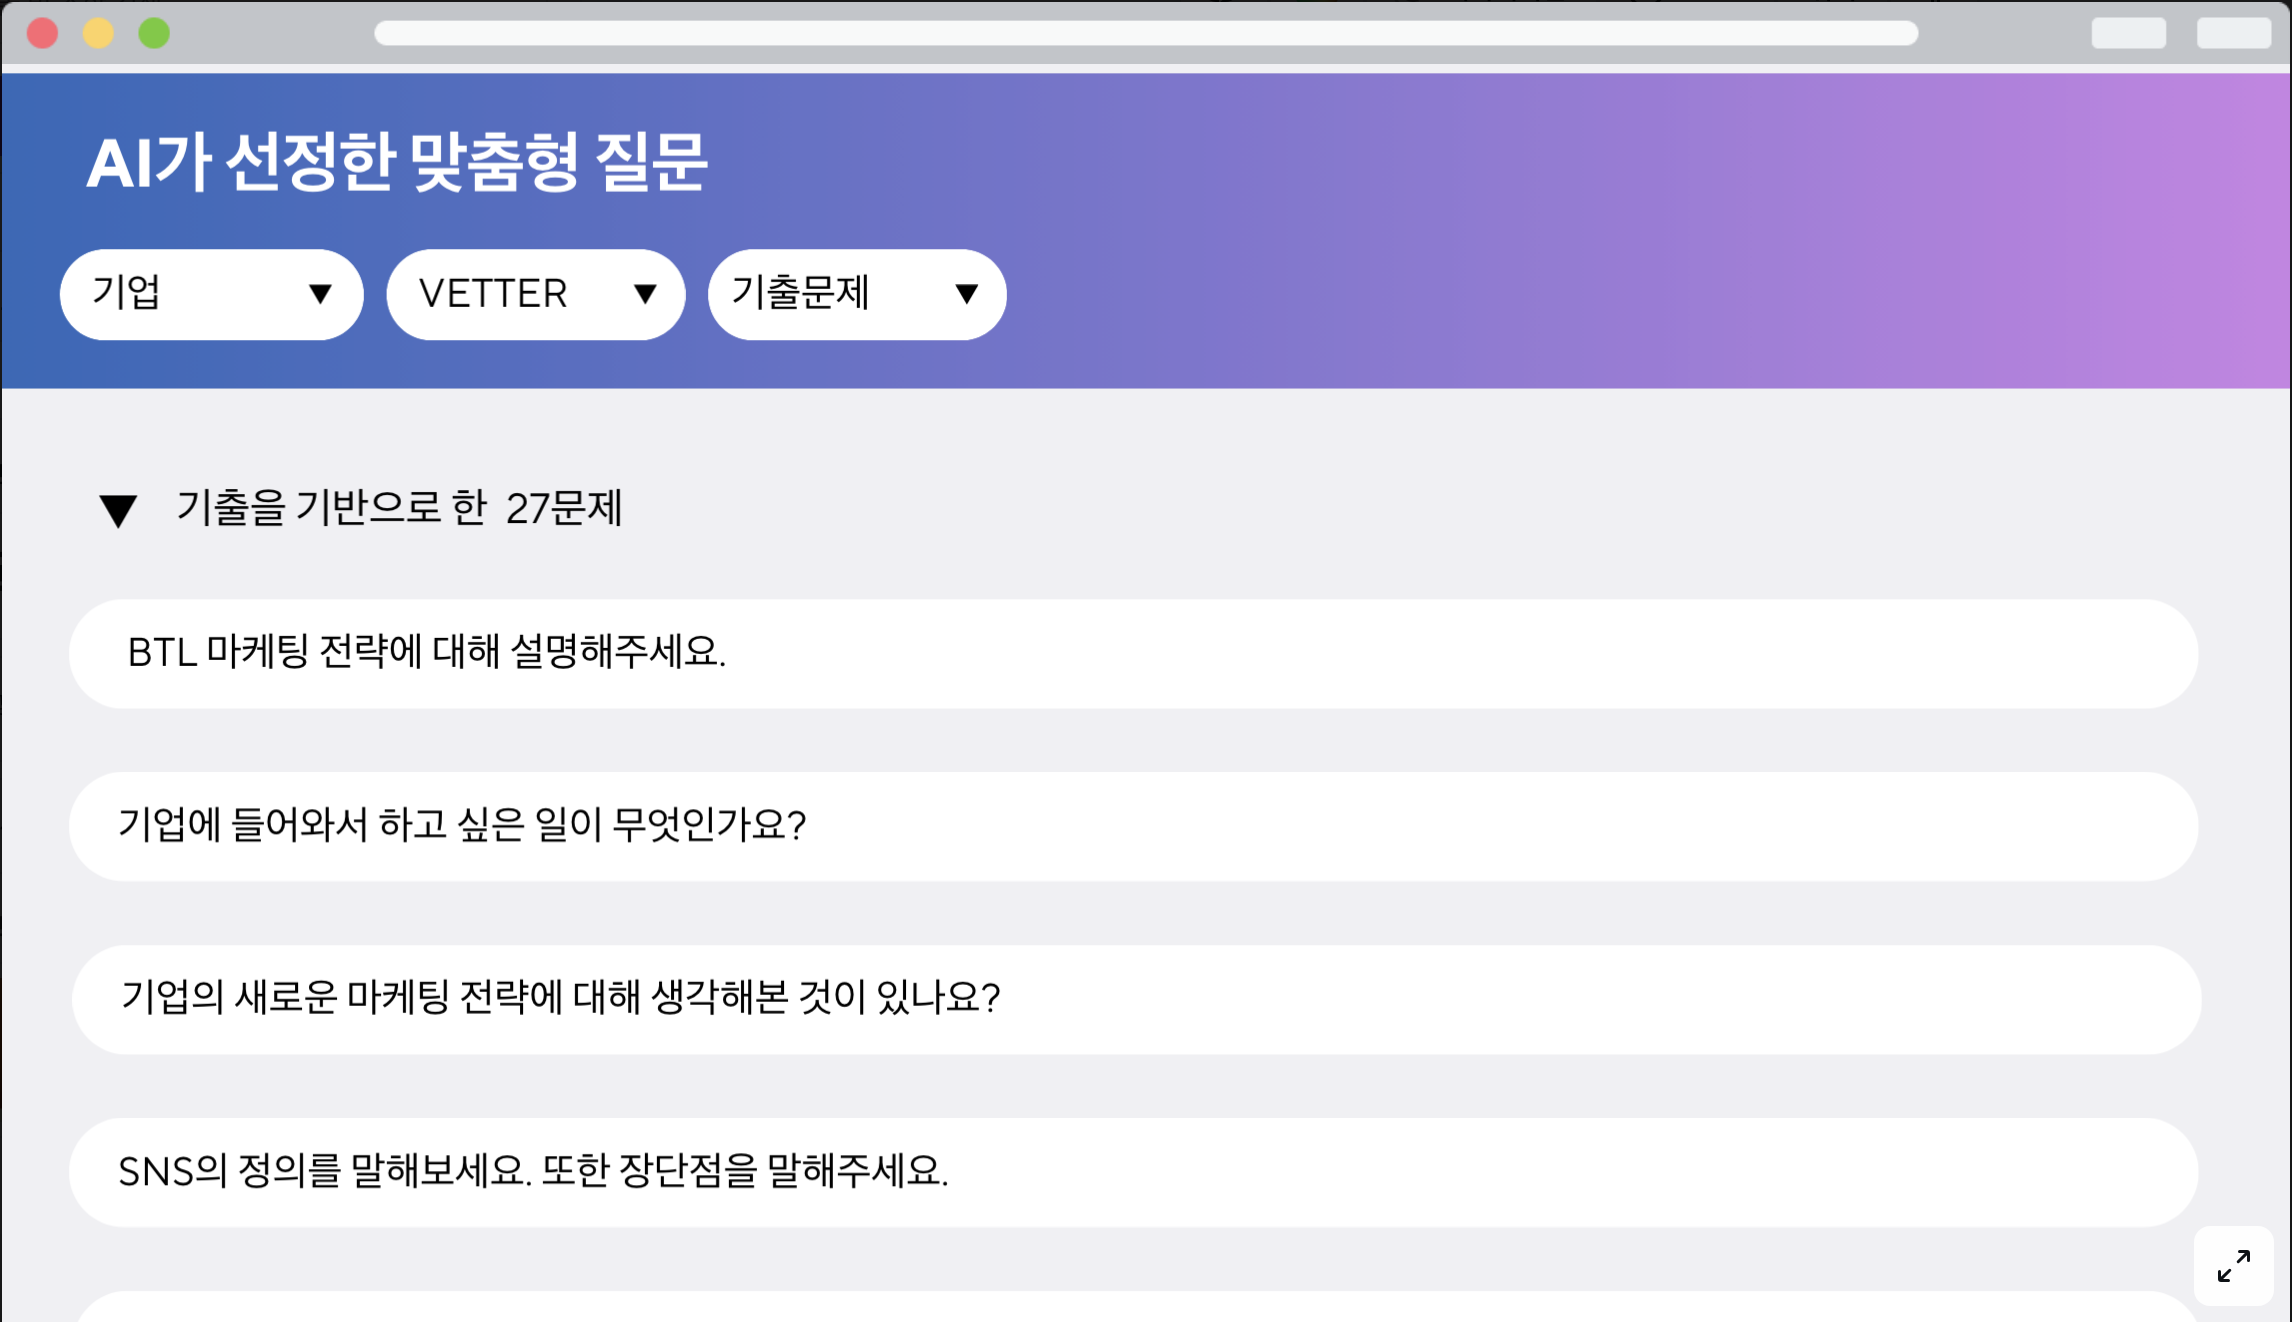 AI가 선정한 맞춤형 질문
기업 ▼ VETTER ▼ 기출문제 ▼
▼ 기출을 기반으로 한 27문제
BTL 마케팅 전략에 대해 설명해주세요.
기업에 들어와서 하고 싶은 일이 무엇인가요?
기업의 새로운 마케팅 전략에 대해 생각해본 것이 있나요?
SNS의 정의를 말해보세요. 또한 장단점을 말해주세요.